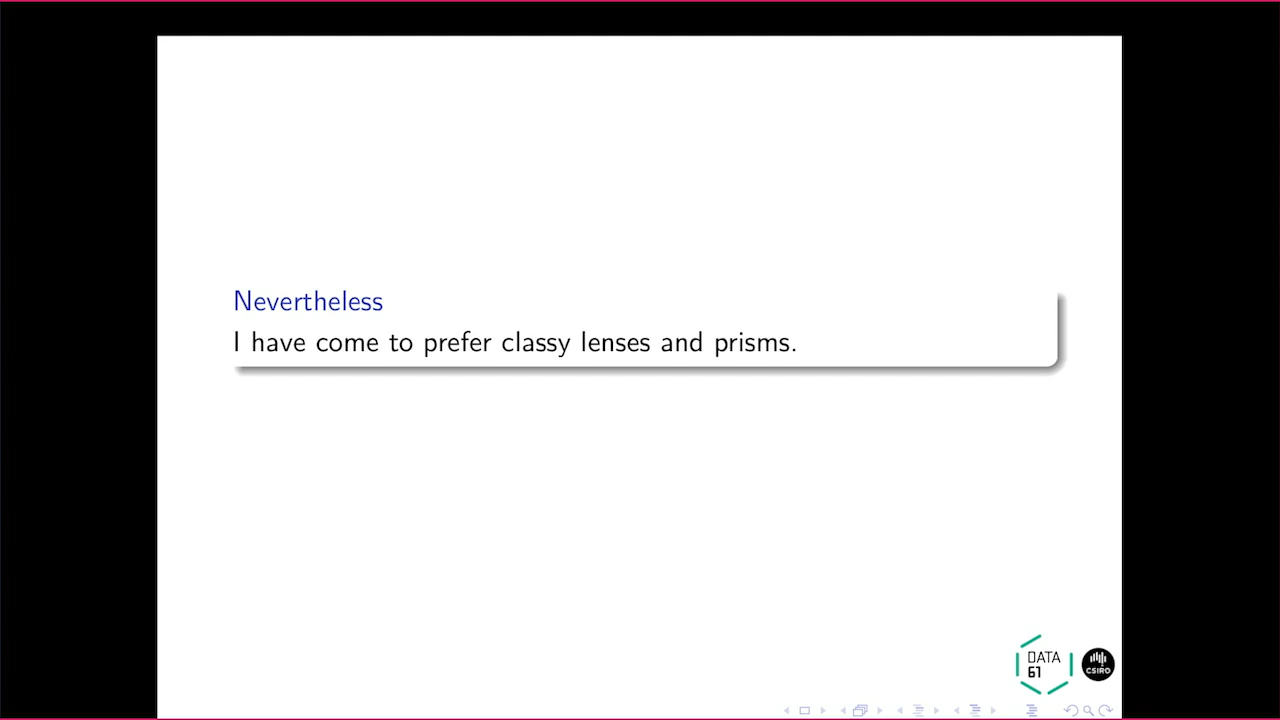 Nevertheless
I have come to prefer classy lenses and prisms.
DATA
61
CSIRO